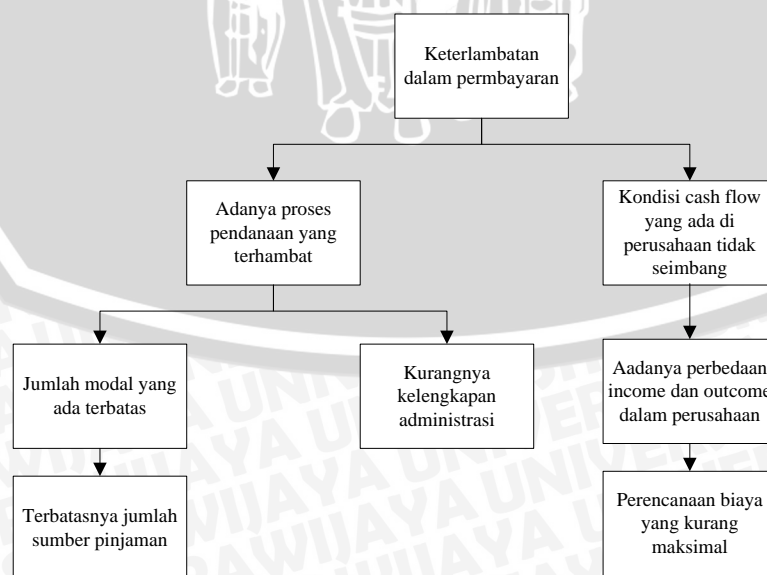 Keterlambatan
dalam permbayaran
Adanya proses
pendanaan yang
terhambat
Kondisi cash flow
yang ada di
perusahaan tidak
seimbang
Jumlah modal yang
ada terbatas
Kurangnya
kelengkapan
administrasi
Aadanya perbedaan
income dan outcome
dalam perusahaan
Terbatasnya jumlah
sumber pinjaman
Perencanaan biaya
yang kurang
maksimal